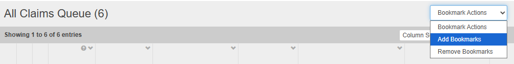 All Claims Queue (6)
Bookmark Actions
Showing 1 to 6 of 6 entries
Column S
Bookmark Actions
Add Bookmarks
Remove Bookmarks